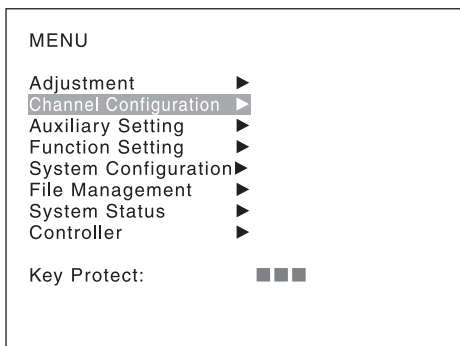 MENU
Adjustment ▶
Channel Configuration ▶
Auxiliary Setting ▶
Function Setting ▶
System Configuration▶
File Management ▶
System Status ▶
Controller ▶
Key Protect: ■■■